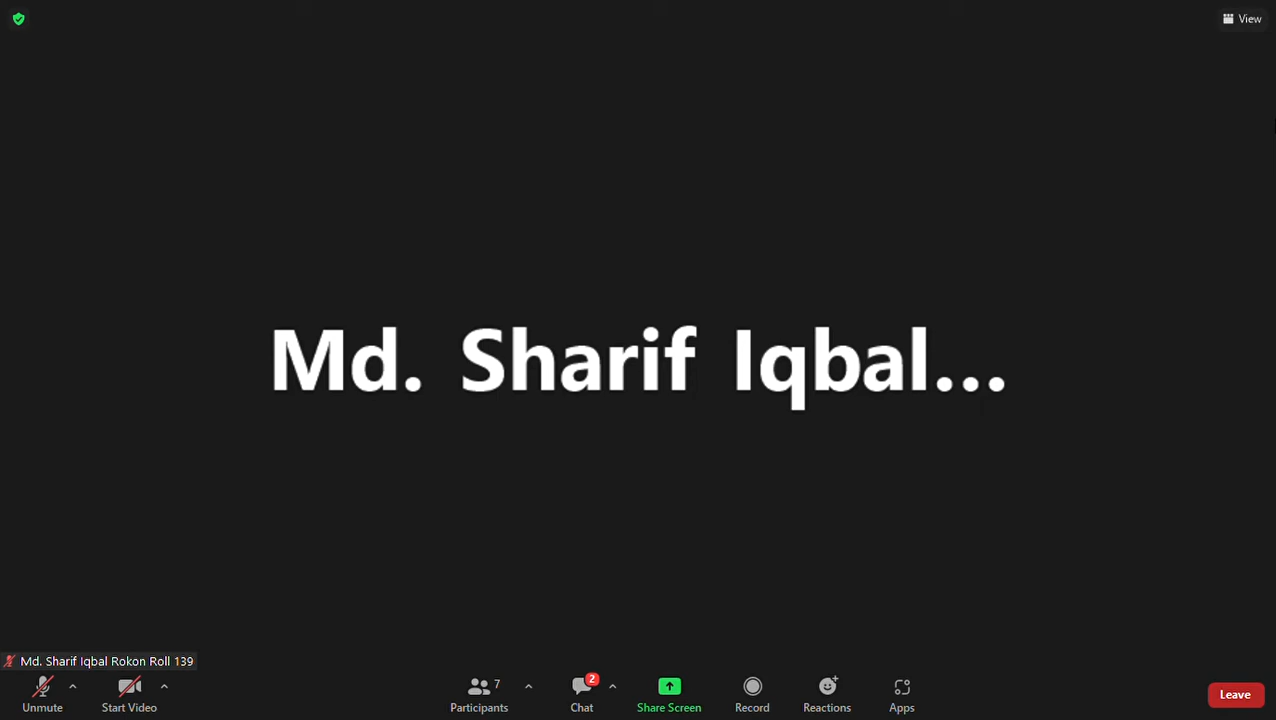 View
Md. Sharif Iqbal...
Md. Sharif Iqbal Rokon Roll 139
Unmute
Start Video
7
Participants
2
Chat
Share Screen
Record
Reactions
Apps
Leave